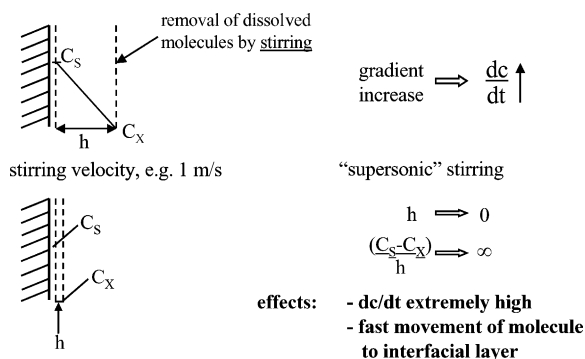 removal of dissolved
molecules by stirring
C_S
C_X
h
gradient
increase
dc
dt
stirring velocity, e.g. 1 m/s
C_S
C_X
h
“supersonic” stirring
h
0
(C_S-C_X)
h
∞
effects:
- dc/dt extremely high
- fast movement of molecule
to interfacial layer